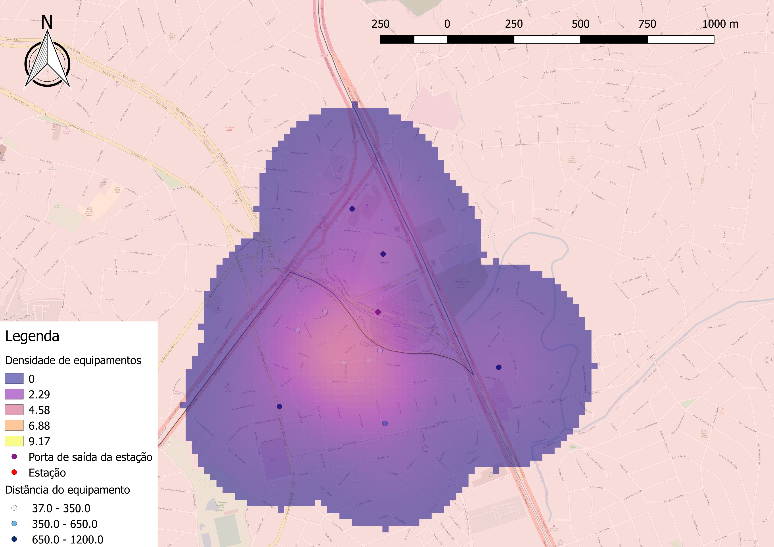 N
250 0 250 500 750 1000 m
Legenda
Densidade de equipamentos
0
2.29
4.58
6.88
9.17
Porta de saída da estação
Estação
Distância do equipamento
37.0 - 350.0
350.0 - 650.0
650.0 - 1200.0